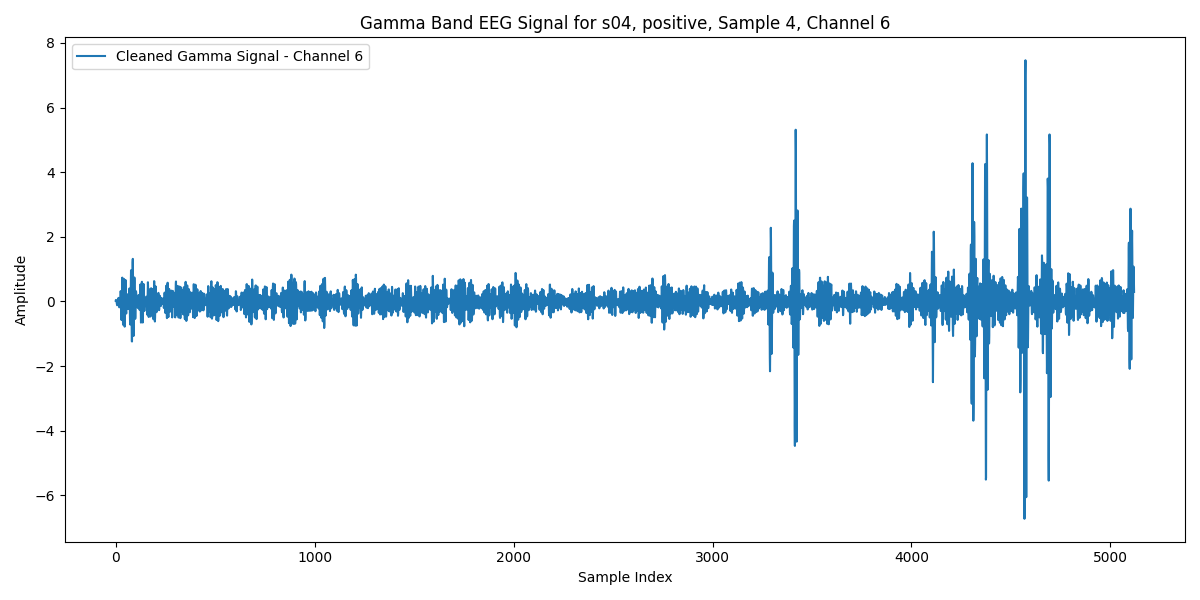 Gamma Band EEG Signal for s04, positive, Sample 4, Channel 6
Cleaned Gamma Signal - Channel 6
8
6
4
2
0
−2
−4
−6
Amplitude
0 1000 2000 3000 4000 5000
Sample Index